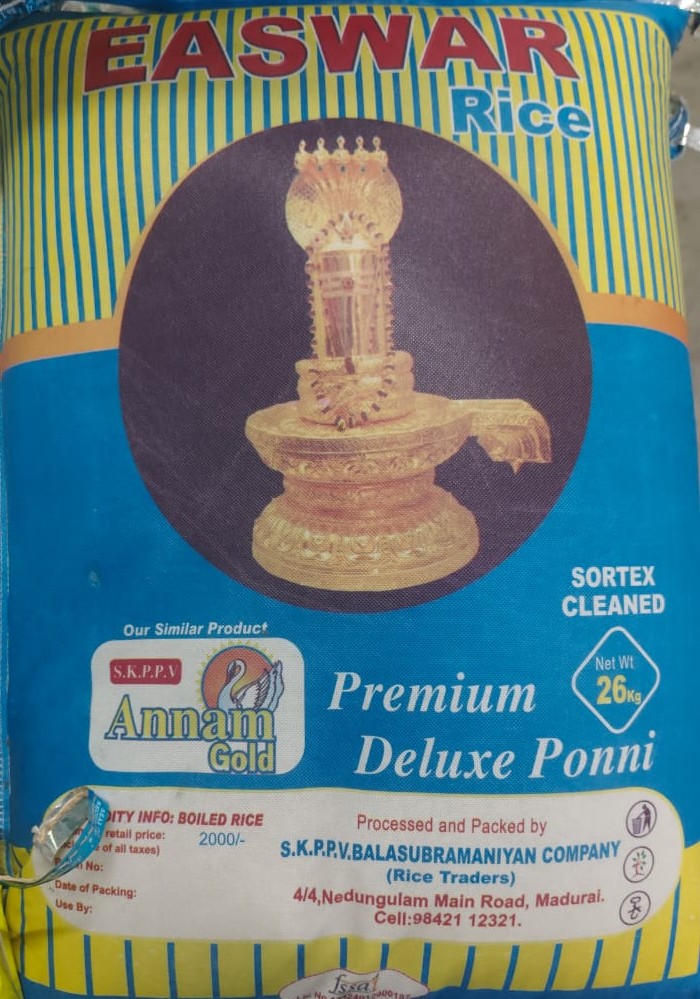 EASWAR
Rice
SORTEX
CLEANED
Our Similar Product
S.K.P.P.V
Annam
Gold
Net Wt
26Kg
Premium
Deluxe Ponni
DITY INFO: BOILED RICE
retail price:
2000/-
of all taxes)
No:
Date of Packing:
Use By:
Processed and Packed by
S.K.P.P.V.BALASUBRAMANIYAN COMPANY
(Rice Traders)
4/4,Nedungulam Main Road, Madurai.
Cell:98421 12321.
fssai